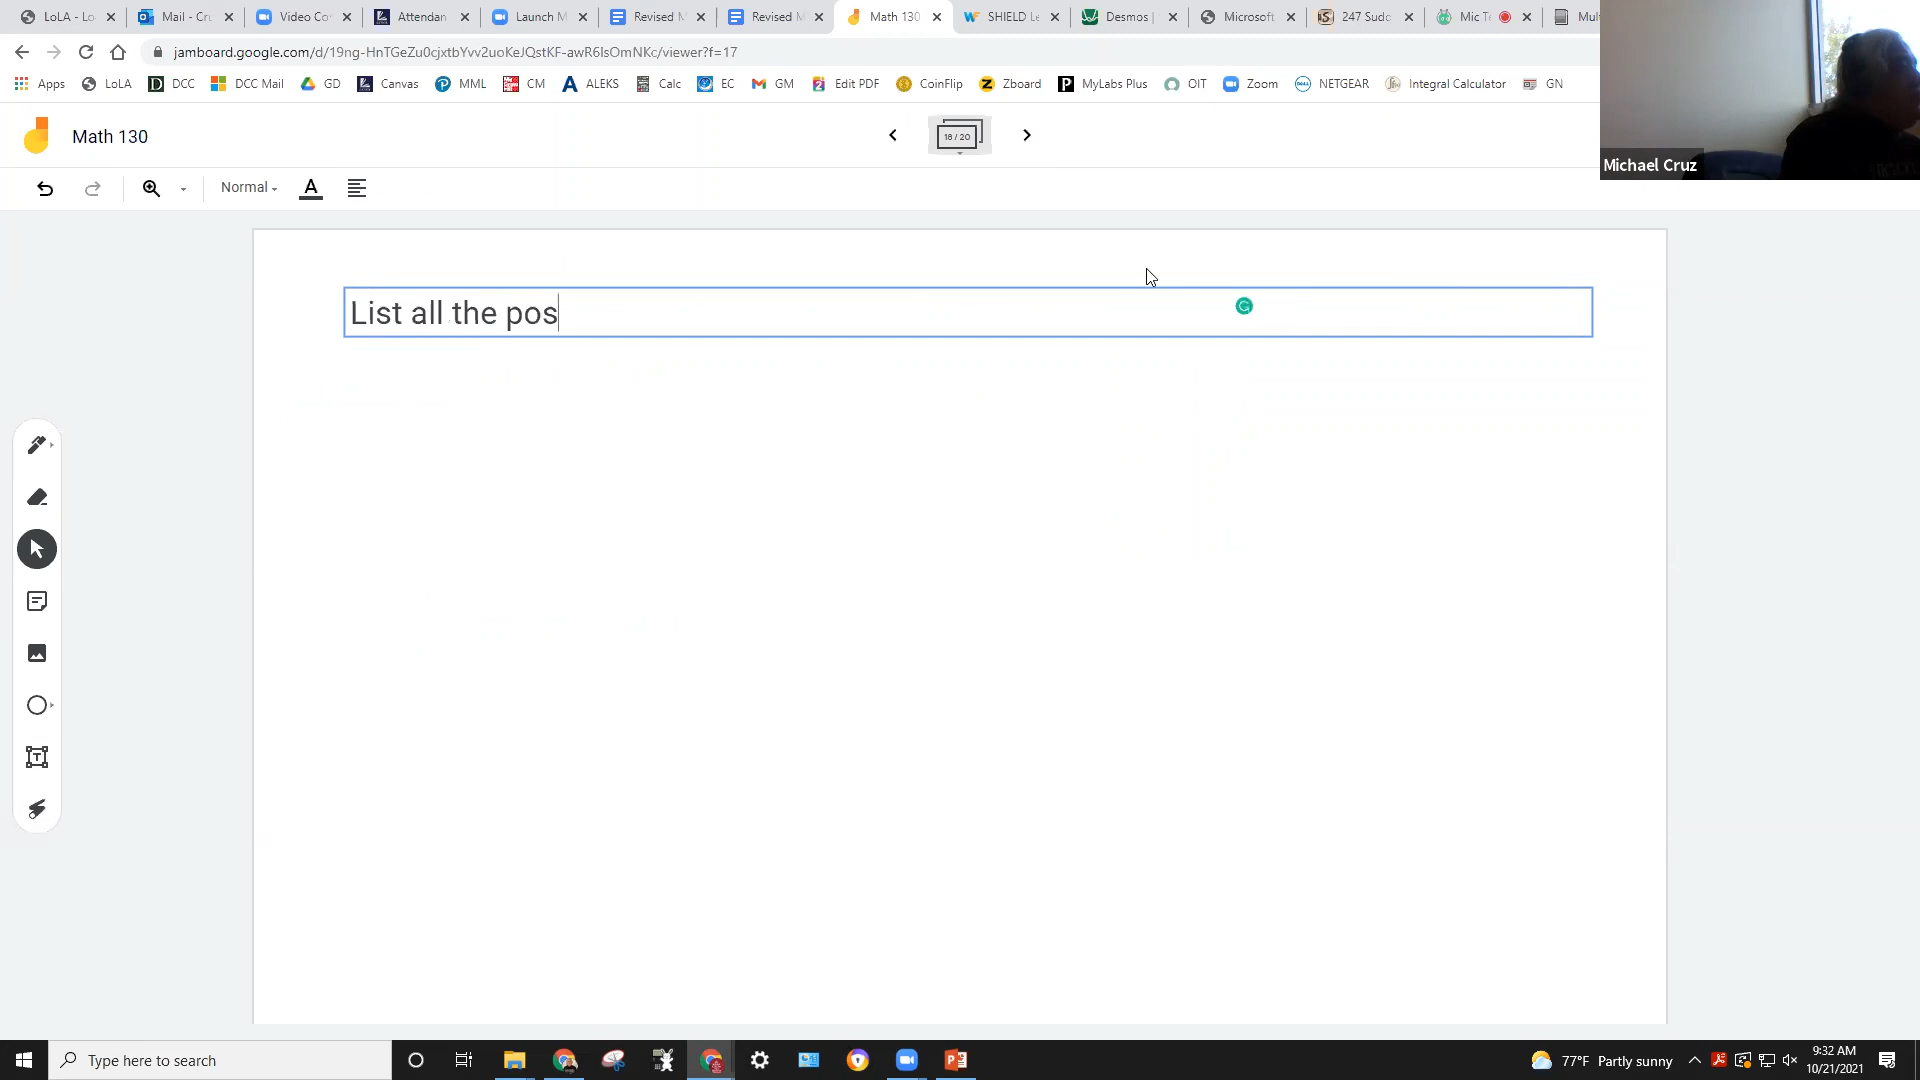 LoLA - Lo
Mail - Cr
Video Co
Attendan
Launch M
Revised M
Revised M
Math 130
SHIELD Le
Desmos |
Microsoft
247 Sudo
Mic T
Mul
jamboard.google.com/d/19ng-HnTGeZu0cjxtbYvv2uoKeJQstKF-awR6IsOmNKc/viewer?f=17
Apps LoLA DCC DCC Mail GD Canvas MML CM ALEKS Calc EC GM Edit PDF CoinFlip Zboard MyLabs Plus OIT Zoom NETGEAR Integral Calculator GN
Michael Cruz
Math 130
18 / 20
Normal
List all the pos
Type here to search
77°F Partly sunny
9:32 AM
10/21/2021